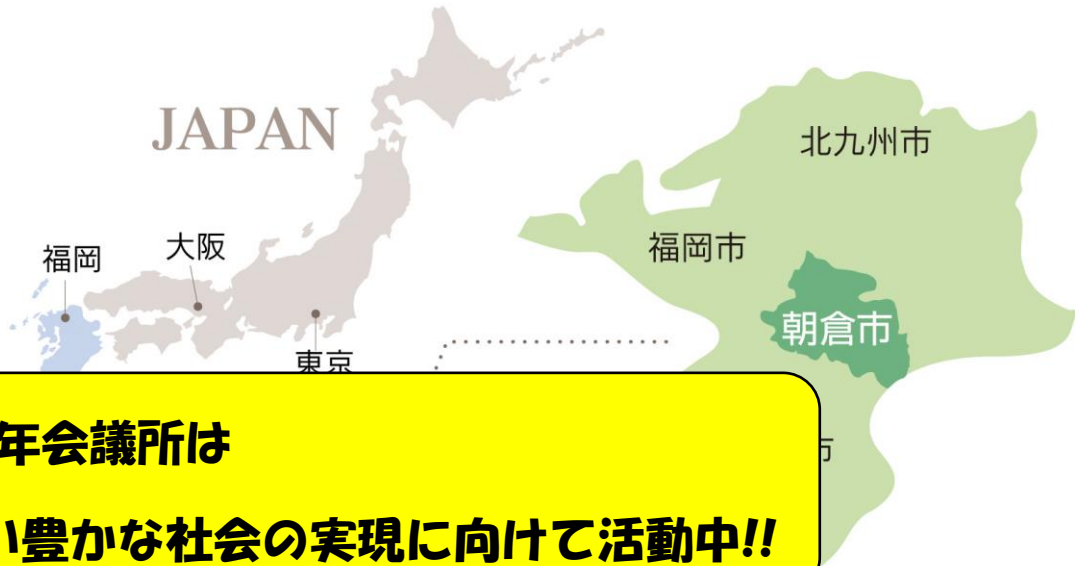 JAPAN
福岡
大阪
東京
北九州市
福岡市
朝倉市
市
年会議所は
い豊かな社会の実現に向けて活動中!!